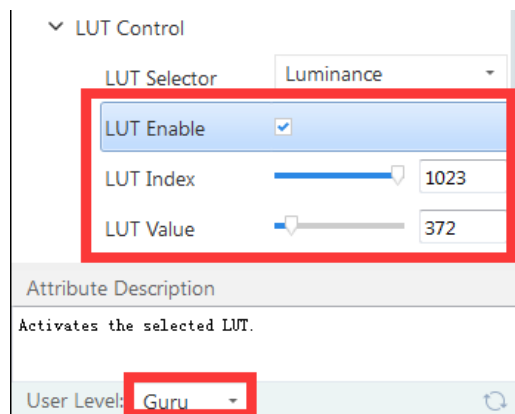 LUT Control
LUT Selector Luminance
LUT Enable
LUT Index 1023
LUT Value 372
Attribute Description
Activates the selected LUT.
User Level: Guru